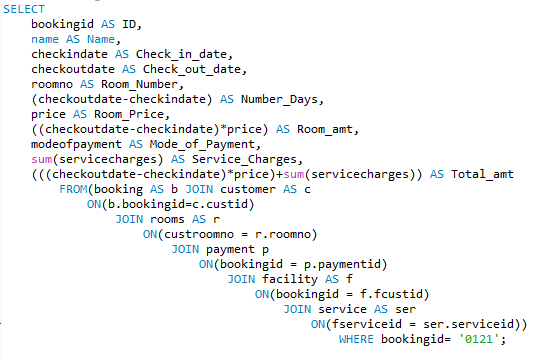 SELECT
bookingid AS ID,
name AS Name,
checkindate AS Check_in_date,
checkoutdate AS Check_out_date,
roomno AS Room_Number,
(checkoutdate-checkindate) AS Number_Days,
price AS Room_Price,
((checkoutdate-checkindate)*price) AS Room_amt,
modeofpayment AS Mode_of_Payment,
sum(servicecharges) AS Service_Charges,
(((checkoutdate-checkindate)*price)+sum(servicecharges)) AS Total_amt
FROM(booking AS b JOIN customer AS c
ON(b.bookingid=c.custid)
JOIN rooms AS r
ON(custroomno = r.roomno)
JOIN payment p
ON(bookingid = p.paymentid)
JOIN facility AS f
ON(bookingid = f.fcustid)
JOIN service AS ser
ON(fserviceid = ser.serviceid))
WHERE bookingid= '0121';